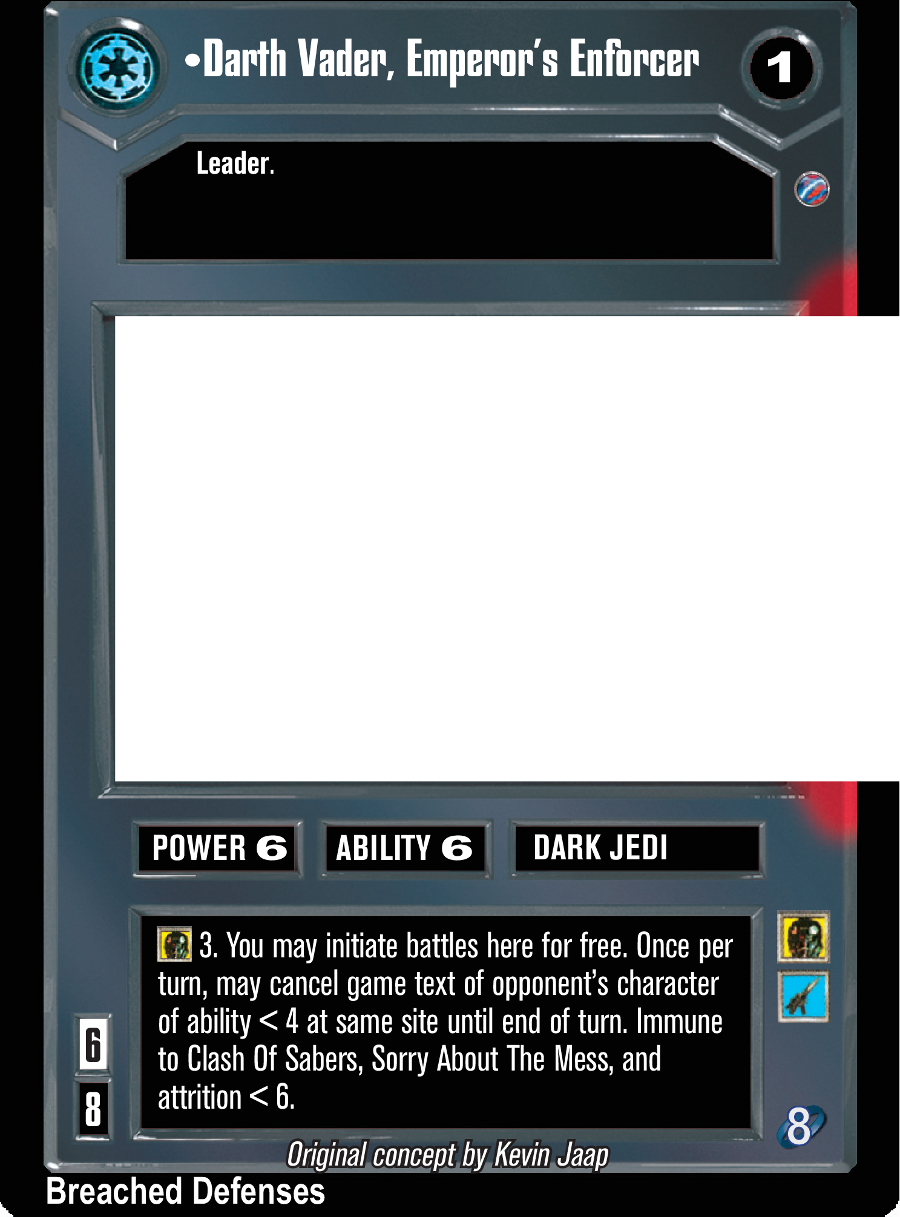 •Darth Vader, Emperor's Enforcer
1
Leader.
POWER 6
ABILITY 6
DARK JEDI
3. You may initiate battles here for free. Once per
turn, may cancel game text of opponent's character
of ability < 4 at same site until end of turn. Immune
to Clash Of Sabers, Sorry About The Mess, and
attrition < 6.
6
8
8
Original concept by Kevin Jaap
Breached Defenses